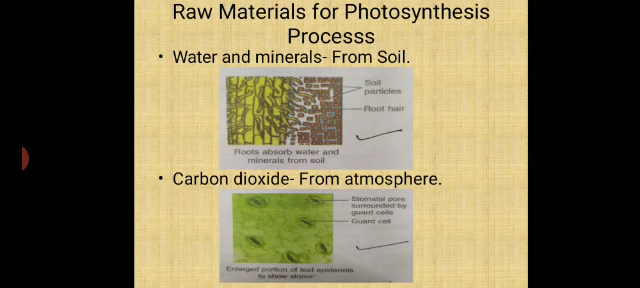 Raw Materials for Photosynthesis
Processs
• Water and minerals- From Soil.
Soil
particles
Root hair
Roots absorb water and
minerals from soil
• Carbon dioxide- From atmosphere.
Stomatal pore
surrounded by
guard cells
Guard cell
Enlarged portion of leaf epidermis
to show